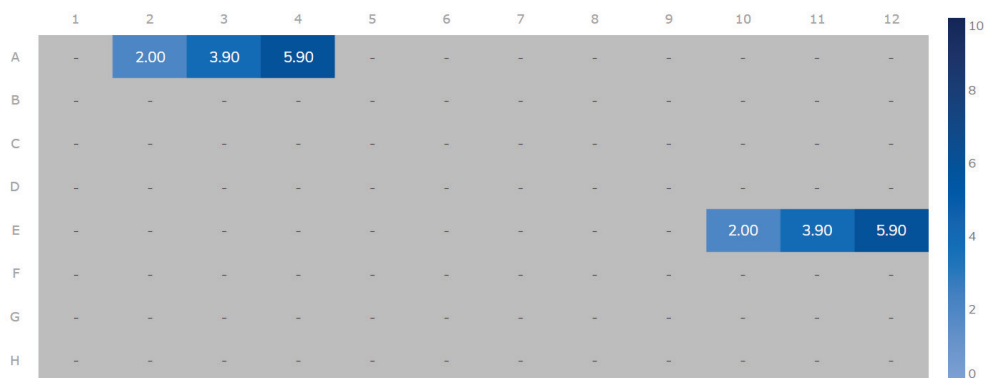 1 2 3 4 5 6 7 8 9 10 11 12
10
A - 2.00 3.90 5.90 - - - - - - - -
B - - - - - - - - - - - -
8
C - - - - - - - - - - - -
6
D - - - - - - - - - - - -
E - - - - - - - - - 2.00 3.90 5.90
4
F - - - - - - - - - - - -
2
G - - - - - - - - - - - -
H - - - - - - - - - - - -
0